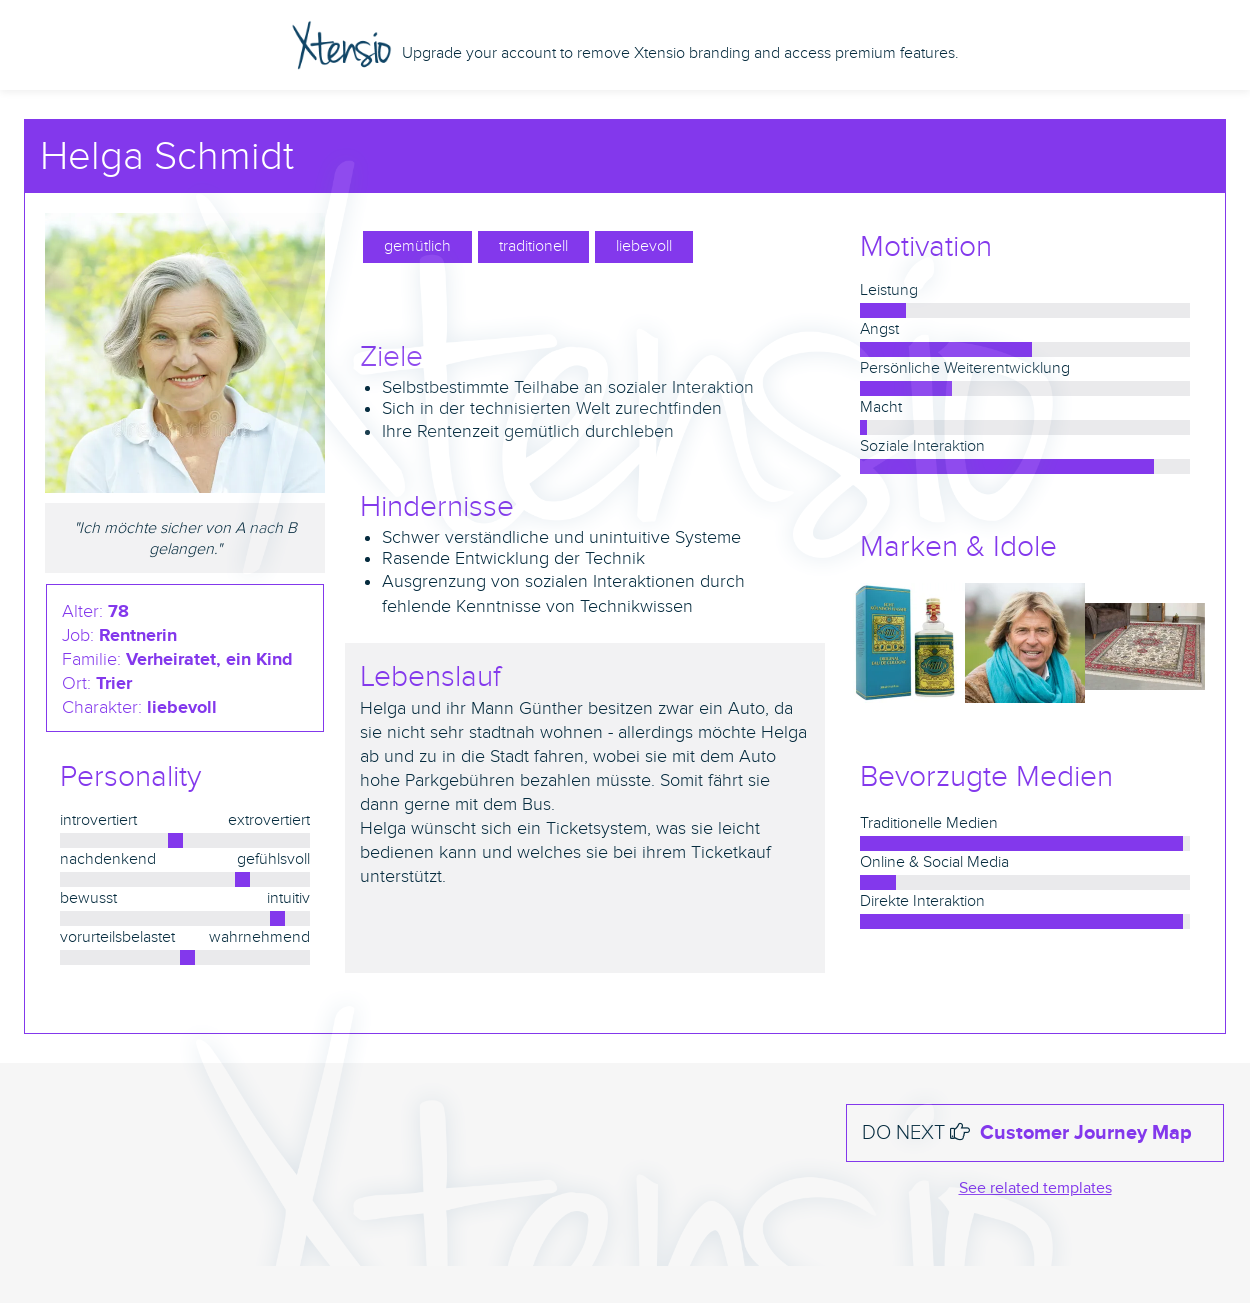 Xtensio Upgrade your account to remove Xtensio branding and access premium features.
Helga Schmidt
"Ich möchte sicher von A nach B
gelangen."
Alter: 78
Job: Rentnerin
Familie: Verheiratet, ein Kind
Ort: Trier
Charakter: liebevoll
Personality
introvertiert extrovertiert
nachdenkend gefühlsvoll
bewusst intuitiv
vorurteilsbelastet wahrnehmend
gemütlich traditionell liebevoll
Ziele
• Selbstbestimmte Teilhabe an sozialer Interaktion
• Sich in der technisierten Welt zurechtfinden
• Ihre Rentenzeit gemütlich durchleben
Hindernisse
• Schwer verständliche und unintuitive Systeme
• Rasende Entwicklung der Technik
• Ausgrenzung von sozialen Interaktionen durch
fehlende Kenntnisse von Technikwissen
Lebenslauf
Helga und ihr Mann Günther besitzen zwar ein Auto, da
sie nicht sehr stadtnah wohnen - allerdings möchte Helga
ab und zu in die Stadt fahren, wobei sie mit dem Auto
hohe Parkgebühren bezahlen müsste. Somit fährt sie
dann gerne mit dem Bus.
Helga wünscht sich ein Ticketsystem, was sie leicht
bedienen kann und welches sie bei ihrem Ticketkauf
unterstützt.
Motivation
Leistung
Angst
Persönliche Weiterentwicklung
Macht
Soziale Interaktion
Marken & Idole
4711
Bevorzugte Medien
Traditionelle Medien
Online & Social Media
Direkte Interaktion
Xtensio
Xtensio
DO NEXT Customer Journey Map
See related templates